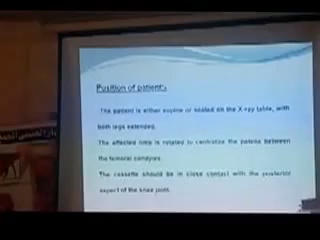 Position of patient:
The patient is either supine or seated on the X-ray table, with
both legs extended.
The affected limb is rotated to centralize the patella between
the femoral condyles.
The cassette should be in close contact with the posterior
aspect of the knee joint.